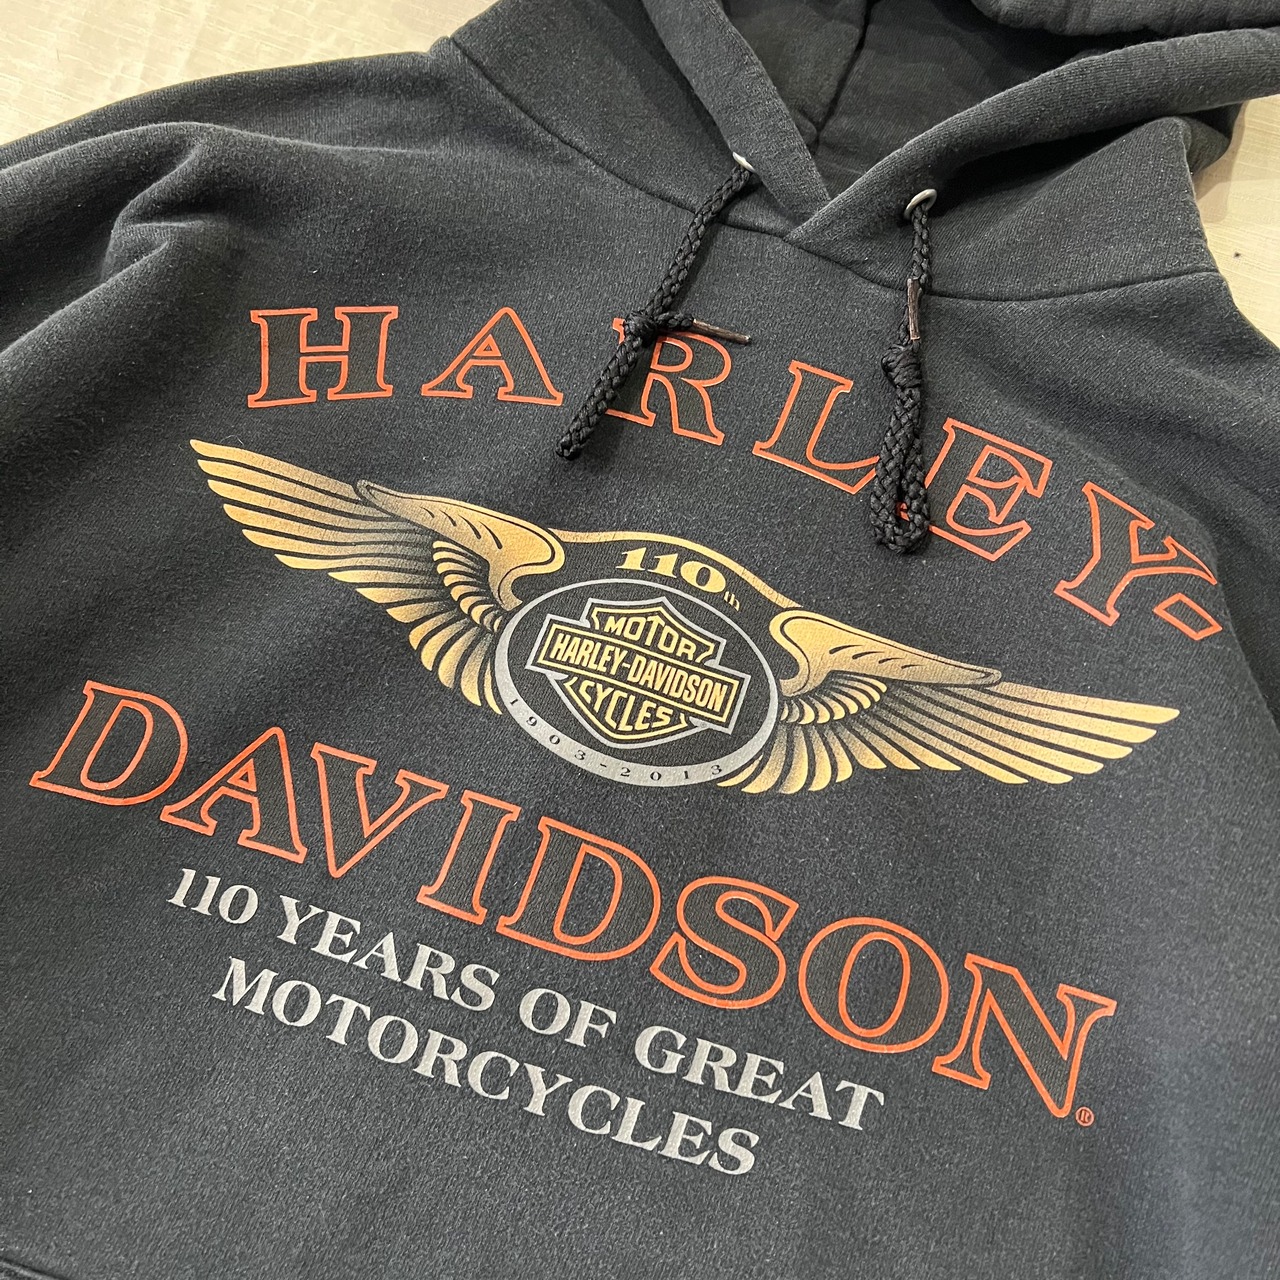 HARLEY-
110th
MOTOR
HARLEY-DAVIDSON
CYCLES
1903-2013
DAVIDSON®
110 YEARS OF GREAT
MOTORCYCLES